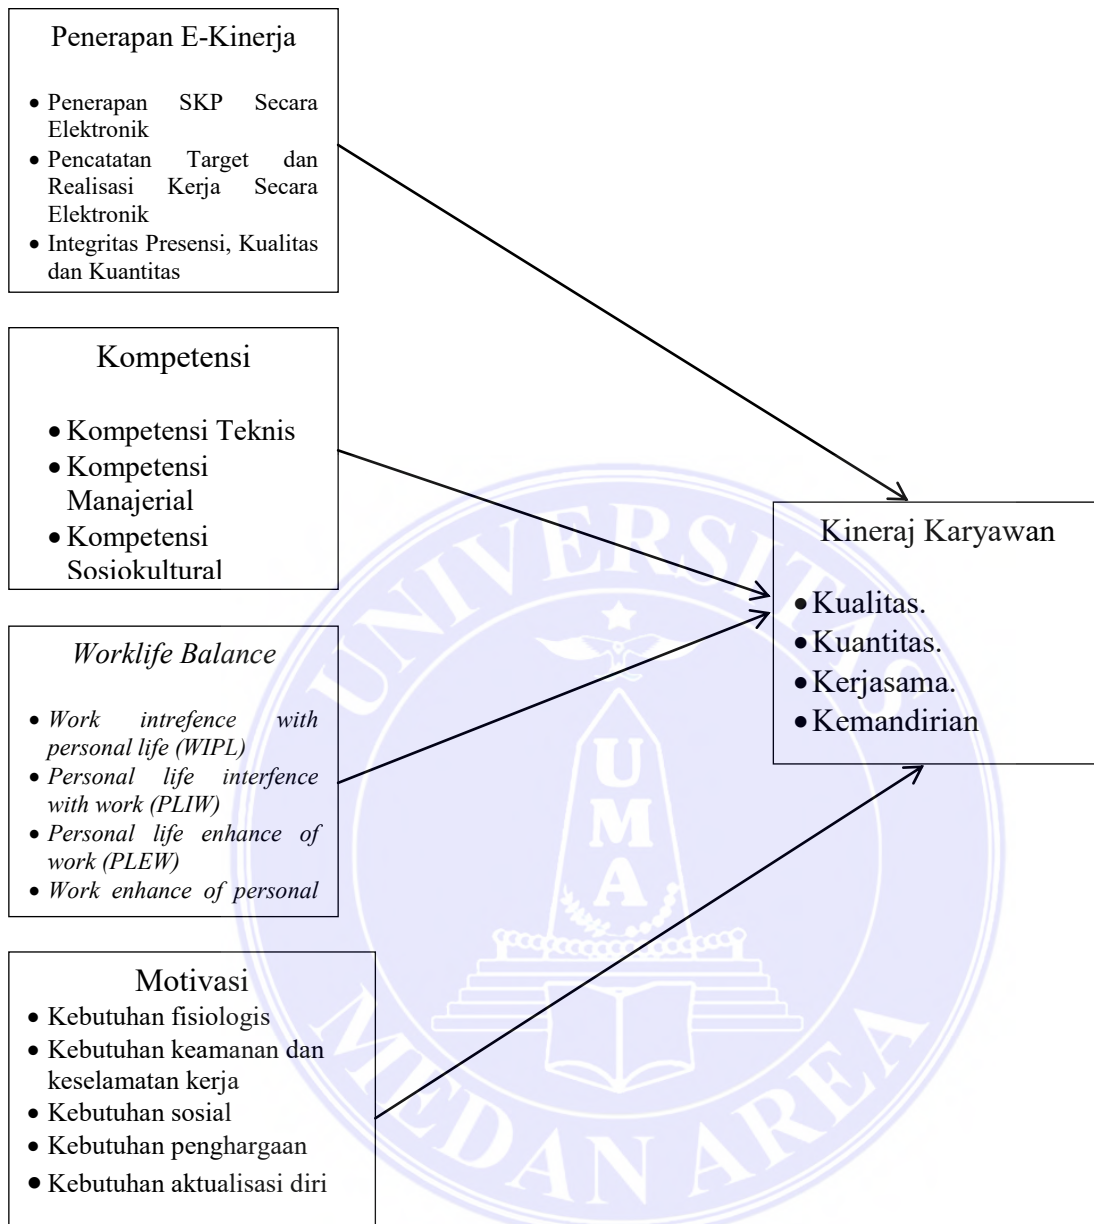 Penerapan E-Kinerja
• Penerapan SKP Secara
Elektronik
• Pencatatan Target dan
Realisasi Kerja Secara
Elektronik
• Integritas Presensi, Kualitas
dan Kuantitas
Kompetensi
• Kompetensi Teknis
• Kompetensi
Manajerial
• Kompetensi
Sosiokultural
Worklife Balance
• Work intrefence with
personal life (WIPL)
• Personal life interfence
with work (PLIW)
• Personal life enhance of
work (PLEW)
• Work enhance of personal
Motivasi
• Kebutuhan fisiologis
• Kebutuhan keamanan dan
keselamatan kerja
• Kebutuhan sosial
• Kebutuhan penghargaan
• Kebutuhan aktualisasi diri
Kineraj Karyawan
• Kualitas.
• Kuantitas.
• Kerjasama.
• Kemandirian
UNIVERSITAS
UMA
MEDAN AREA